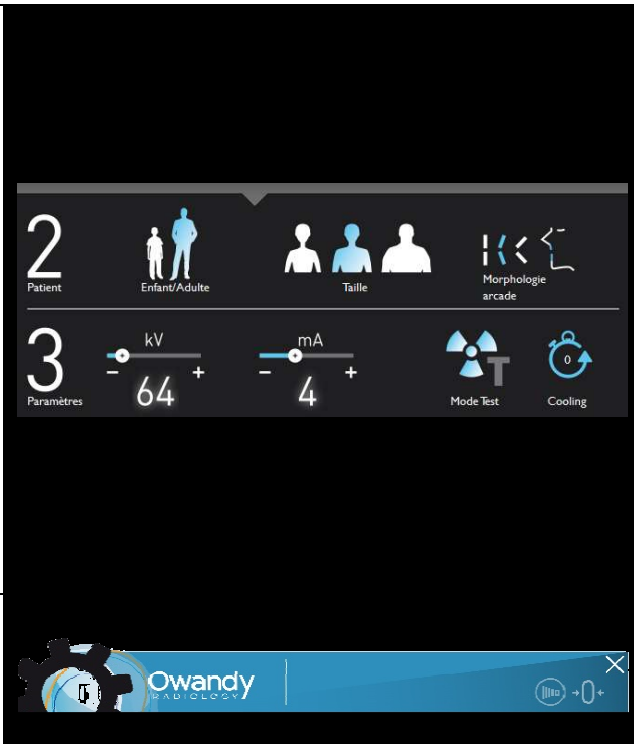 2
Patient
Enfant/Adulte
Taille
Morphologie
arcade
3
Paramètres
kV
- +
64
mA
- +
4
T
Mode Test
0
Cooling
Owandy
RADIOLOGY